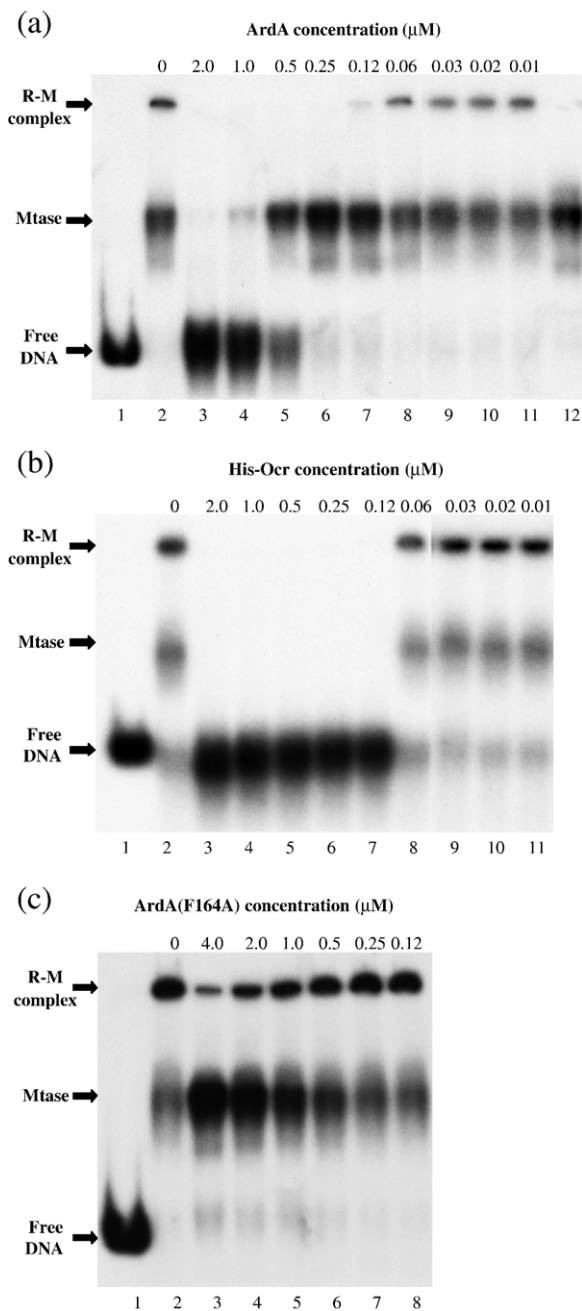 (a)
ArdA concentration (μM)
0 2.0 1.0 0.5 0.25 0.12 0.06 0.03 0.02 0.01
R-M
complex
Mtase
Free
DNA
1 2 3 4 5 6 7 8 9 10 11 12
(b)
His-Ocr concentration (μM)
0 2.0 1.0 0.5 0.25 0.12 0.06 0.03 0.02 0.01
R-M
complex
Mtase
Free
DNA
1 2 3 4 5 6 7 8 9 10 11
(c)
ArdA(F164A) concentration (μM)
0 4.0 2.0 1.0 0.5 0.25 0.12
R-M
complex
Mtase
Free
DNA
1 2 3 4 5 6 7 8